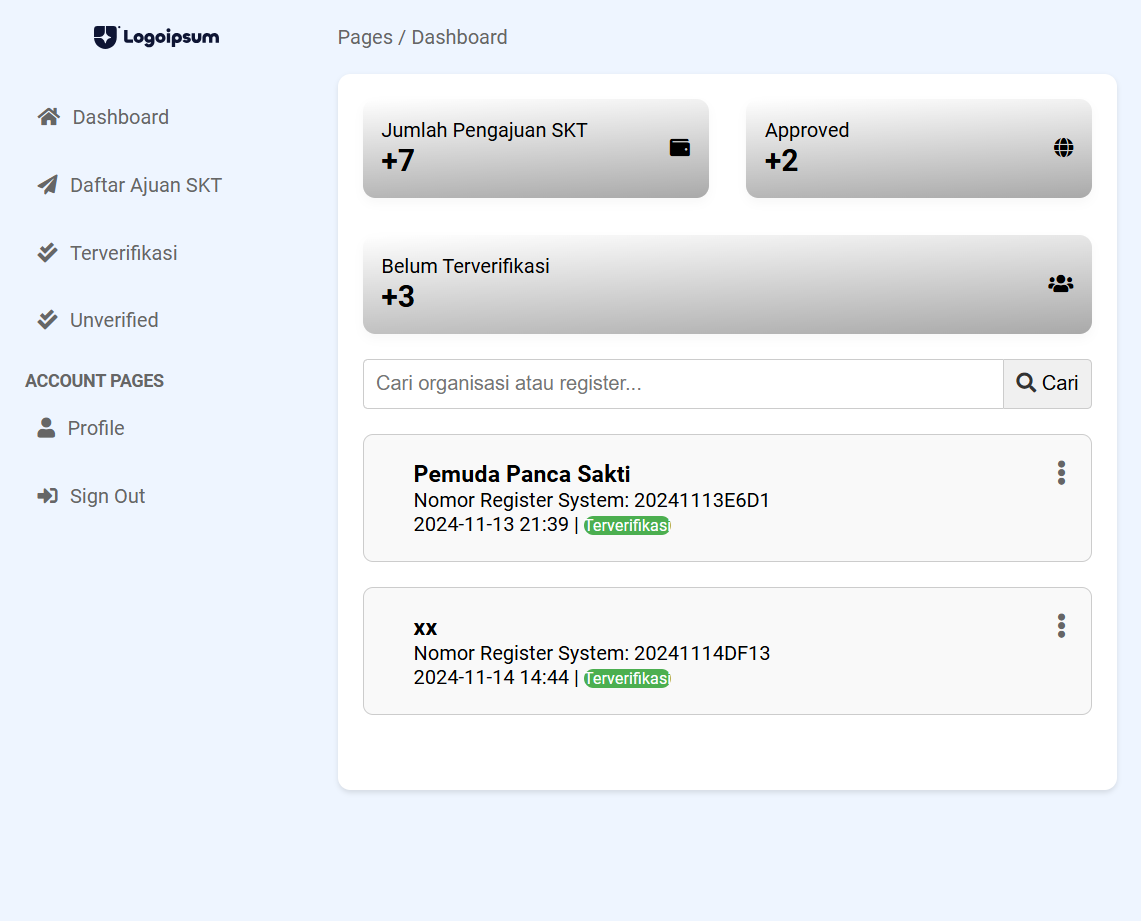 Logoipsum
Pages / Dashboard
Dashboard
Daftar Ajuan SKT
Terverifikasi
Unverified
ACCOUNT PAGES
Profile
Sign Out
Jumlah Pengajuan SKT
+7
Approved
+2
Belum Terverifikasi
+3
Cari organisasi atau register...
Cari
Pemuda Panca Sakti
Nomor Register System: 20241113E6D1
2024-11-13 21:39 | Terverifikasi
xx
Nomor Register System: 20241114DF13
2024-11-14 14:44 | Terverifikasi